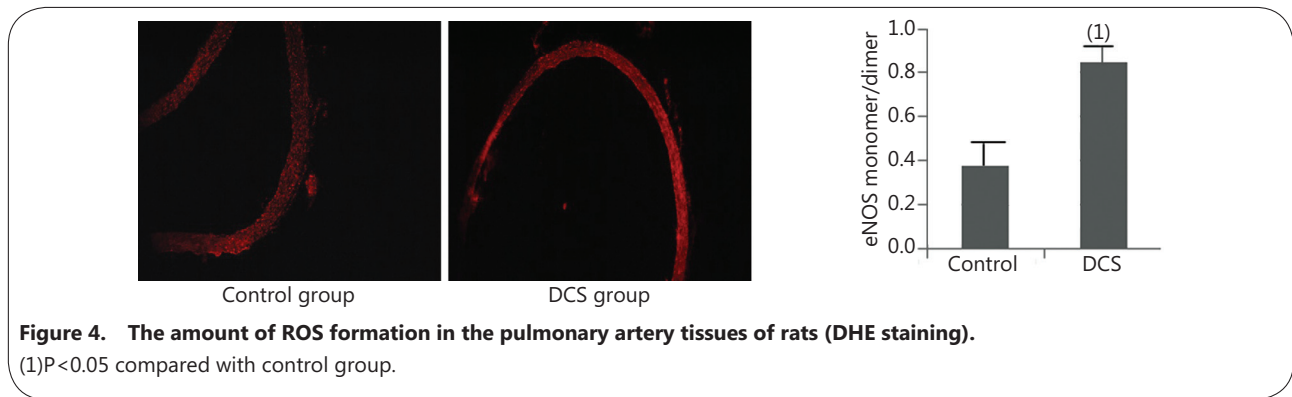 Control group
DCS group
eNOS monomer/dimer
1.0
0.8
0.6
0.4
0.2
0.0
(1)
Control
DCS
Figure 4. The amount of ROS formation in the pulmonary artery tissues of rats (DHE staining).
(1)P<0.05 compared with control group.